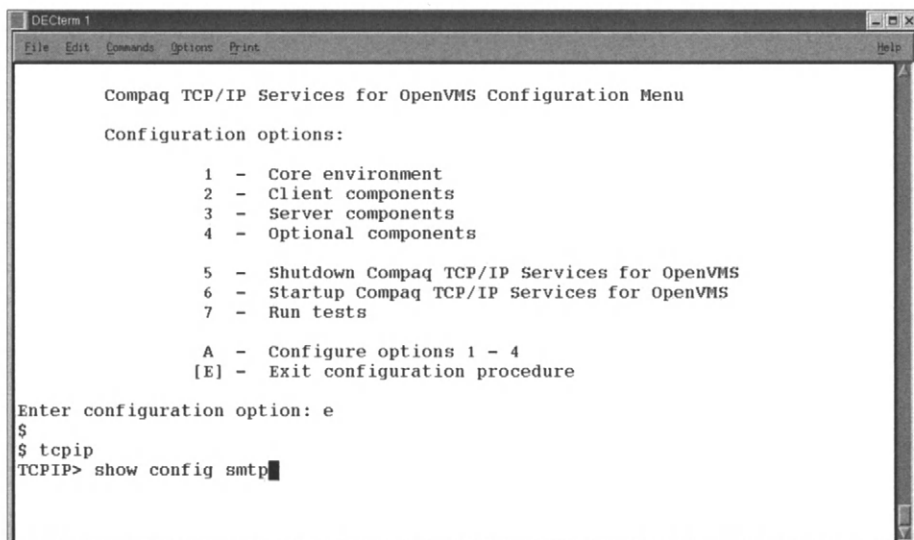 DECterm 1
File Edit Commands Options Print Help
Compaq TCP/IP Services for OpenVMS Configuration Menu
Configuration options:
1 - Core environment
2 - Client components
3 - Server components
4 - Optional components
5 - Shutdown Compaq TCP/IP Services for OpenVMS
6 - Startup Compaq TCP/IP Services for OpenVMS
7 - Run tests
A - Configure options 1 - 4
[E] - Exit configuration procedure
Enter configuration option: e
$
$ tcpip
TCPIP> show config smtp